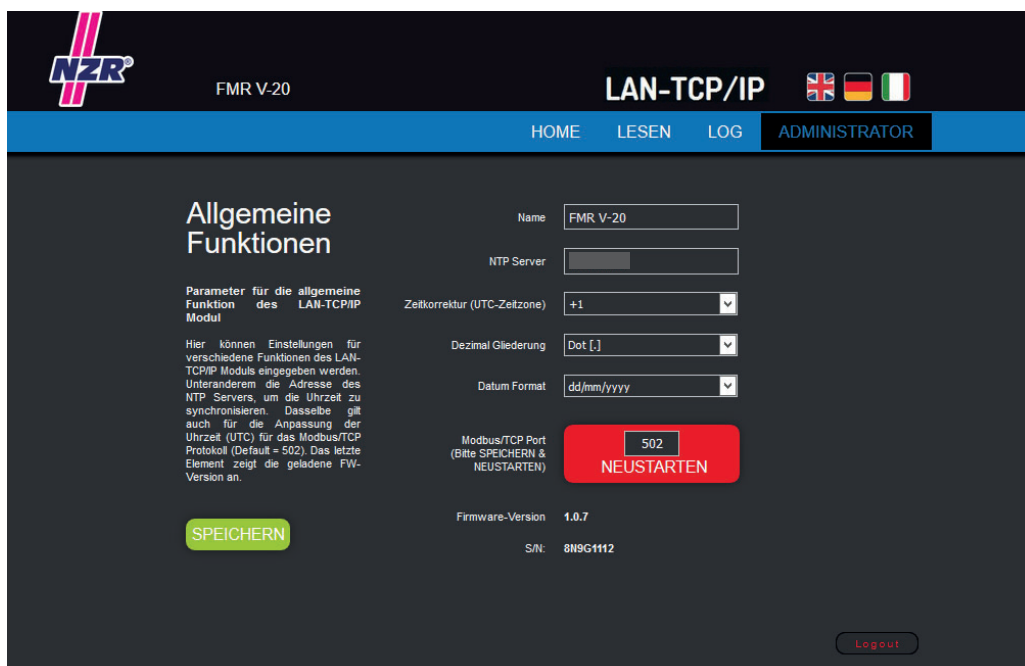 NZR®
FMR V-20
LAN-TCP/IP
HOME LESEN LOG ADMINISTRATOR
Allgemeine
Funktionen
Parameter für die allgemeine
Funktion des LAN-TCP/IP
Modul
Hier können Einstellungen für
verschiedene Funktionen des LAN-
TCP/IP Moduls eingegeben werden.
Unteranderem die Adresse des
NTP Servers, um die Uhrzeit zu
synchronisieren. Dasselbe gilt
auch für die Anpassung der
Uhrzeit (UTC) für das Modbus/TCP
Protokoll (Default = 502). Das letzte
Element zeigt die geladene FW-
Version an.
SPEICHERN
Name FMR V-20
NTP Server
Zeitkorrektur (UTC-Zeitzone) +1
Dezimal Gliederung Dot [.]
Datum Format dd/mm/yyyy
Modbus/TCP Port
(Bitte SPEICHERN &
NEUSTARTEN)
502
NEUSTARTEN
Firmware-Version 1.0.7
S/N: 8N9G1112
Logout